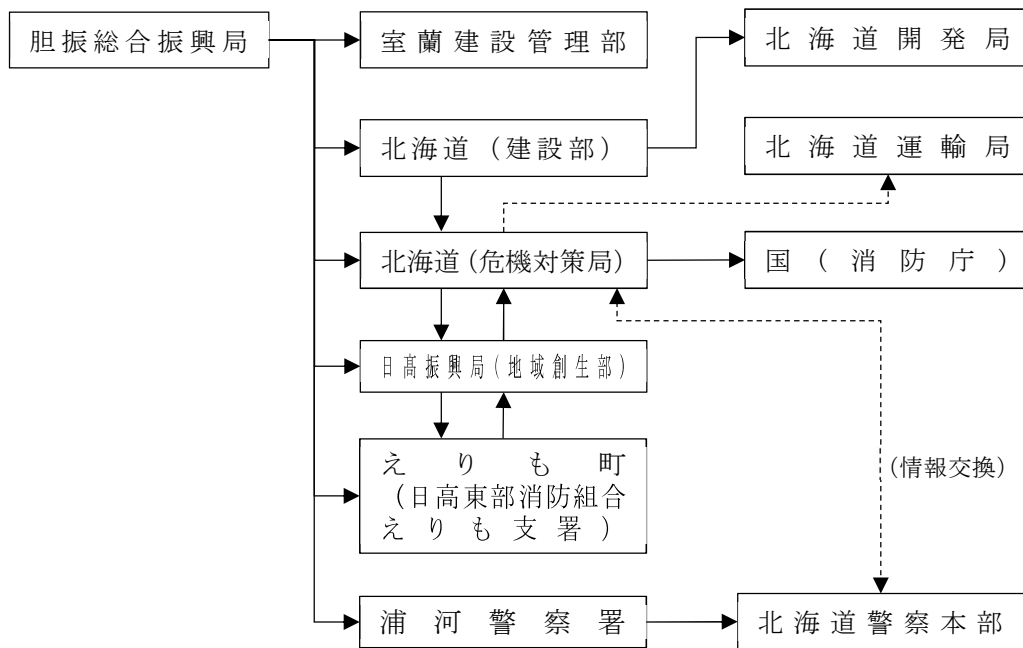 胆振総合振興局
室蘭建設管理部
北海道開発局
北海道（建設部）
北海道運輸局
北海道（危機対策局）
国（消防庁）
日高振興局（地域創生部）
えりも町
（日高東部消防組合
えりも支署）
（情報交換）
浦河警察署
北海道警察本部